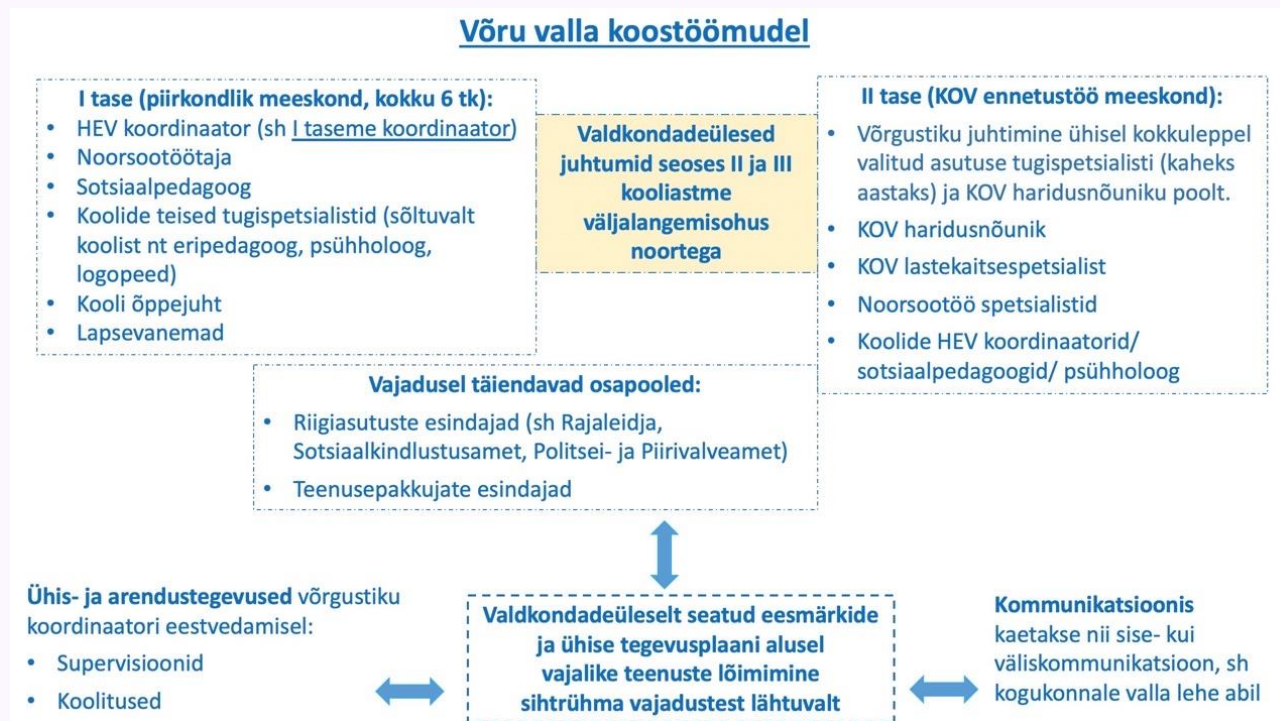 Võru valla koostöömudel
I tase (piirkondlik meeskond, kokku 6 tk):
• HEV koordinaator (sh I taseme koordinaator)
• Noorsootöötaja
• Sotsiaalpedagoog
• Koolide teised tugispetsialistid (sõltuvalt
koolist nt eripedagoog, psühholoog,
logopeed)
• Kooli õppejuht
• Lapsevanemad
Valdkondadeülesed
juhtumid seoses II ja III
kooliastme
väljalangemisohus
noortega
II tase (KOV ennetustöö meeskond):
• Võrgustiku juhtimine ühisel kokkuleppel
valitud asutuse tugispetsialisti (kaheks
aastaks) ja KOV haridusnõuniku poolt.
• KOV haridusnõunik
• KOV lastekaitsespetsialist
• Noorsootöö spetsialistid
• Koolide HEV koordinaatorid/
sotsiaalpedagoogid/ psühholoog
Vajadusel täiendavad osapooled:
• Riigiasutuste esindajad (sh Rajaleidja,
Sotsiaalkindlustusamet, Politsei- ja Piirivalveamet)
• Teenusepakkujate esindajad
Ühis- ja arendustegevused võrgustiku
koordinaatori eestvedamisel:
• Supervisioonid
• Koolitused
Valdkondadeüleselt seatud eesmärkide
ja ühise tegevusplaani alusel
vajalike teenuste lõimimine
sihtrühma vajadustest lähtuvalt
Kommunikatsioonis
kaetakse nii sise- kui
väliskommunikatsioon, sh
kogukonnale valla lehe abil